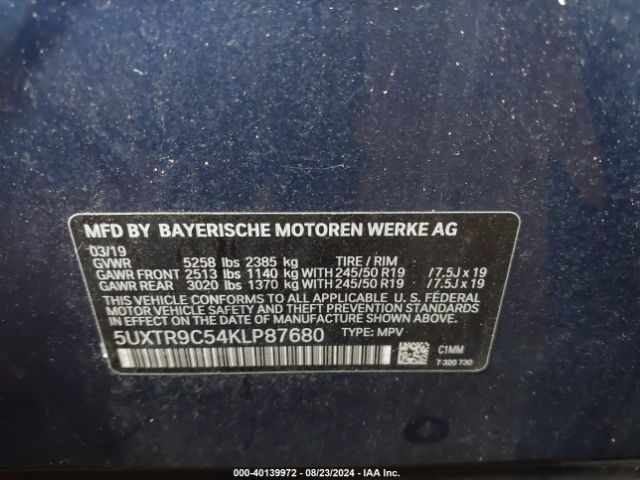 MFD BY BAYERISCHE MOTOREN WERKE AG
03/19
GVWR 5258 lbs 2385 kg TIRE / RIM
GAWR FRONT 2513 lbs 1140 kg WITH 245/50 R19 / 7.5J x 19
GAWR REAR 3020 lbs 1370 kg WITH 245/50 R19 / 7.5J x 19
THIS VEHICLE CONFORMS TO ALL APPLICABLE U. S. FEDERAL
MOTOR VEHICLE SAFETY AND THEFT PREVENTION STANDARDS
IN EFFECT ON THE DATE OF MANUFACTURE SHOWN ABOVE.
5UXTR9C54KLP87680 TYPE: MPV
C1MM
7 320 730
000-40139972 - 08/23/2024 - IAA Inc.